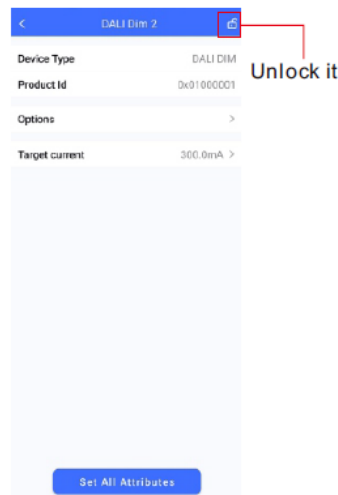 DALI Dim 2
Unlock it
Device Type DALI DIM
Product Id 0x01000001
Options
Target current 300.0mA
Set All Attributes